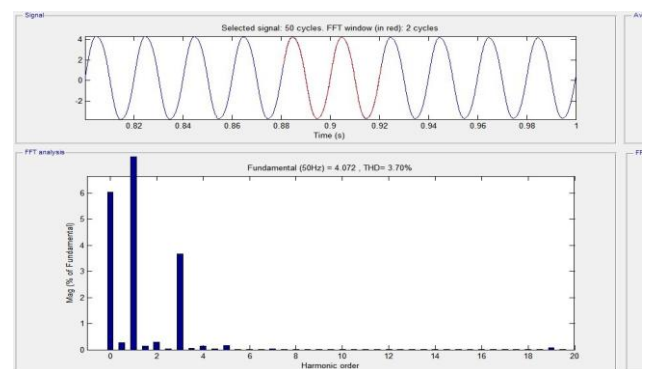 Signal
Av
Selected signal: 50 cycles. FFT window (in red): 2 cycles
4
2
0
-2
0.82 0.84 0.86 0.88 0.9 0.92 0.94 0.96 0.98 1
Time (s)
FFT analysis
FF
Fundamental (50Hz) = 4.072 , THD= 3.70%
Mag (% of Fundamental)
6
5
4
3
2
1
0
0 2 4 6 8 10 12 14 16 18 20
Harmonic order